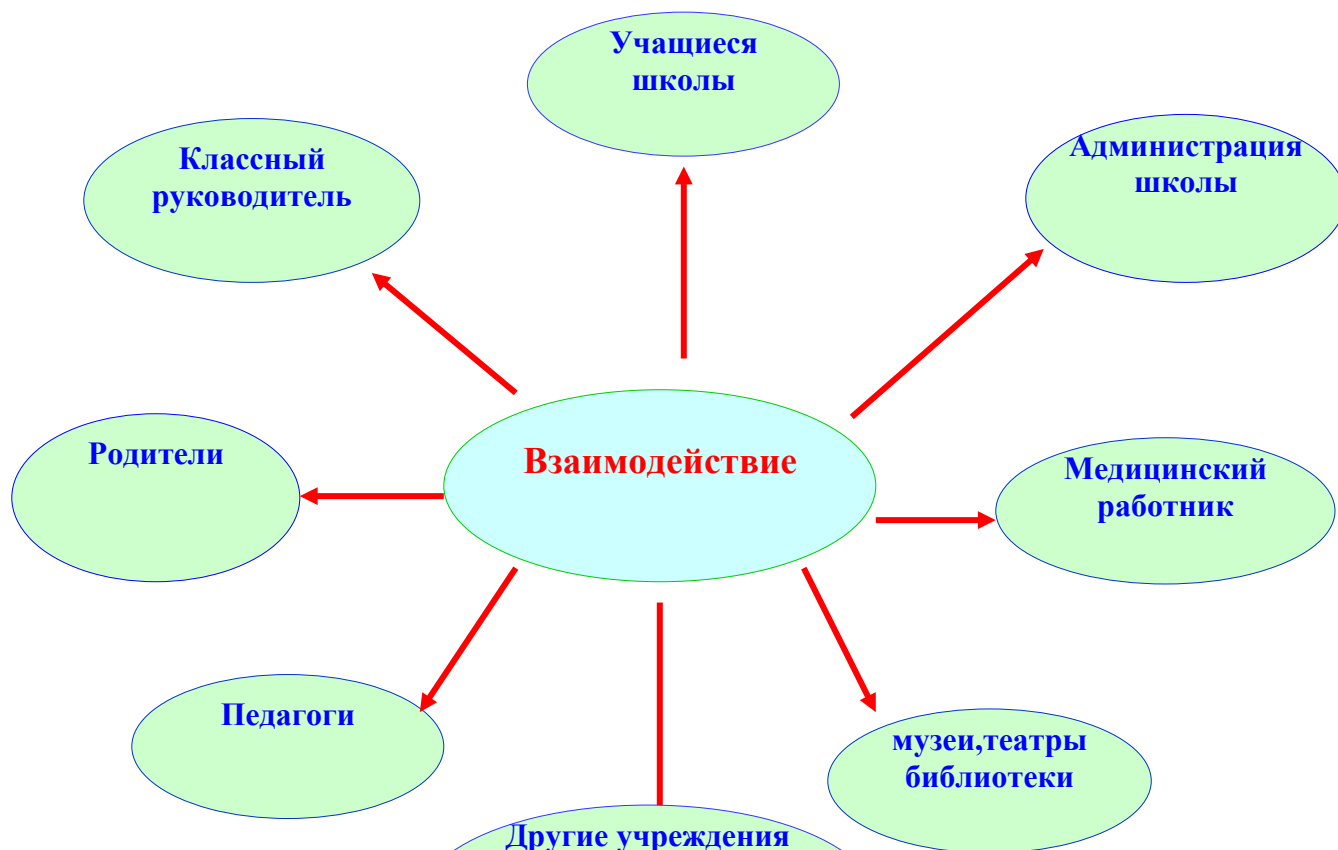 Учащиеся
школы
Классный
руководитель
Администрация
школы
Взаимодействие
Родители
Медицинский
работник
Педагоги
музеи,театры
библиотеки
Другие учреждения